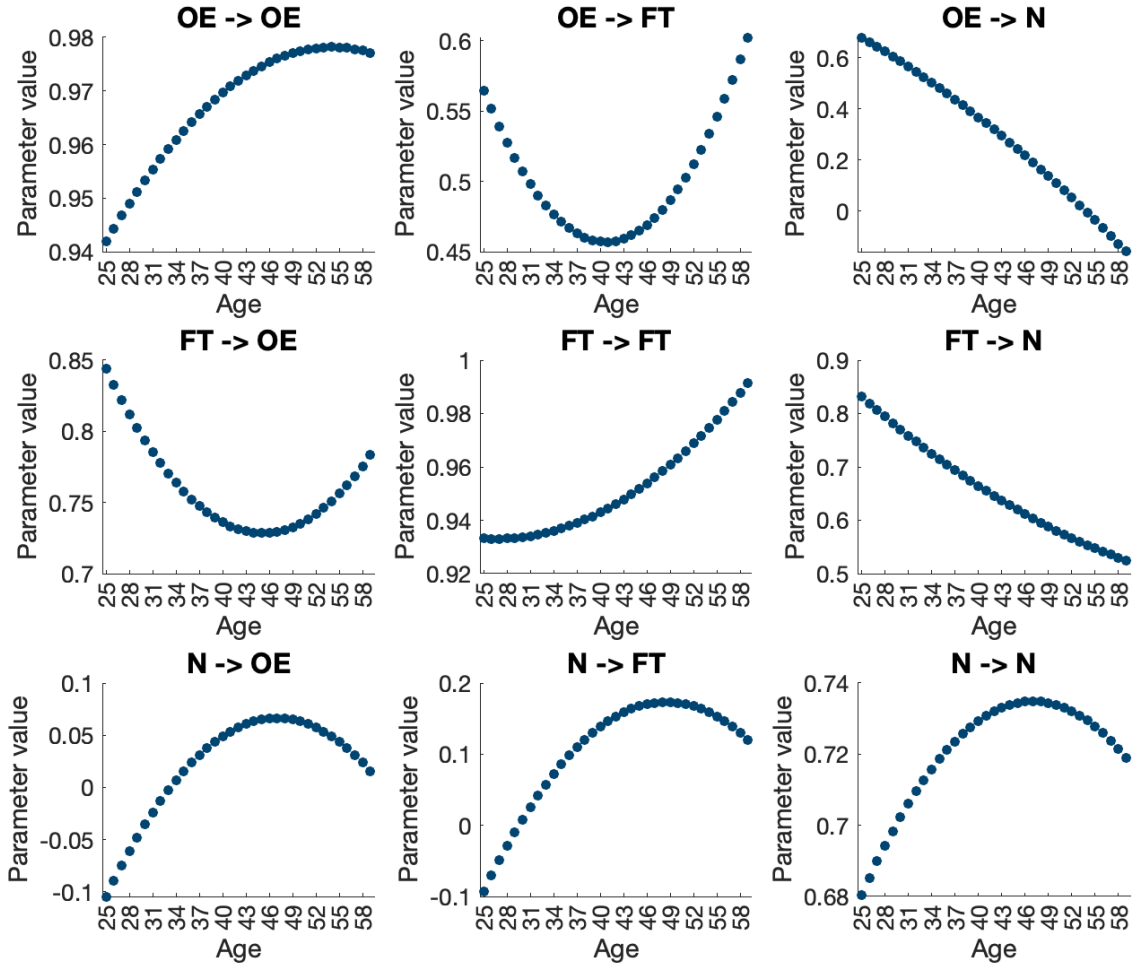 OE -> OE
Parameter value
0.98
0.97
0.96
0.95
0.94
25 28 31 34 37 40 43 46 49 52 55 58
Age
OE -> FT
Parameter value
0.6
0.55
0.5
0.45
25 28 31 34 37 40 43 46 49 52 55 58
Age
OE -> N
Parameter value
0.6
0.4
0.2
0
25 28 31 34 37 40 43 46 49 52 55 58
Age
FT -> OE
Parameter value
0.85
0.8
0.75
0.7
25 28 31 34 37 40 43 46 49 52 55 58
Age
FT -> FT
Parameter value
1
0.98
0.96
0.94
0.92
25 28 31 34 37 40 43 46 49 52 55 58
Age
FT -> N
Parameter value
0.9
0.8
0.7
0.6
0.5
25 28 31 34 37 40 43 46 49 52 55 58
Age
N -> OE
Parameter value
0.1
0.05
0
-0.05
-0.1
25 28 31 34 37 40 43 46 49 52 55 58
Age
N -> FT
Parameter value
0.2
0.1
0
-0.1
25 28 31 34 37 40 43 46 49 52 55 58
Age
N -> N
Parameter value
0.74
0.72
0.7
0.68
25 28 31 34 37 40 43 46 49 52 55 58
Age